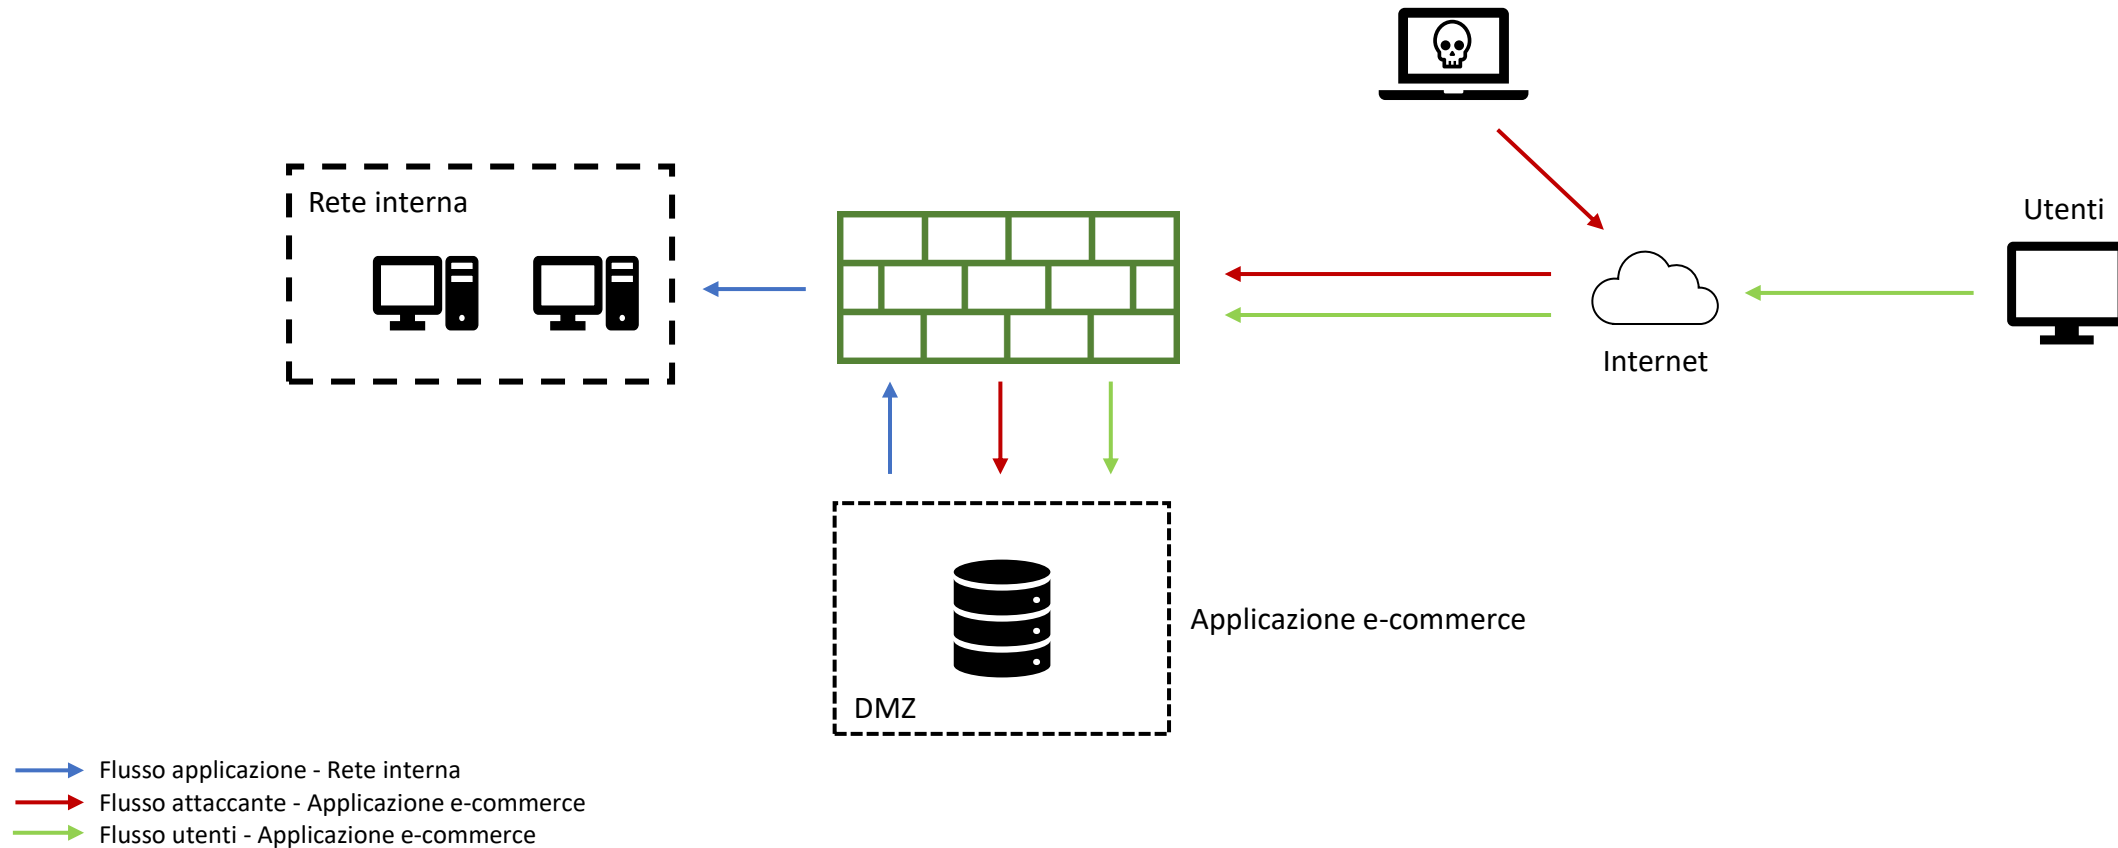 Utenti
Rete interna
Internet
Applicazione e-commerce
DMZ
Flusso applicazione - Rete interna
Flusso attaccante - Applicazione e-commerce
Flusso utenti - Applicazione e-commerce